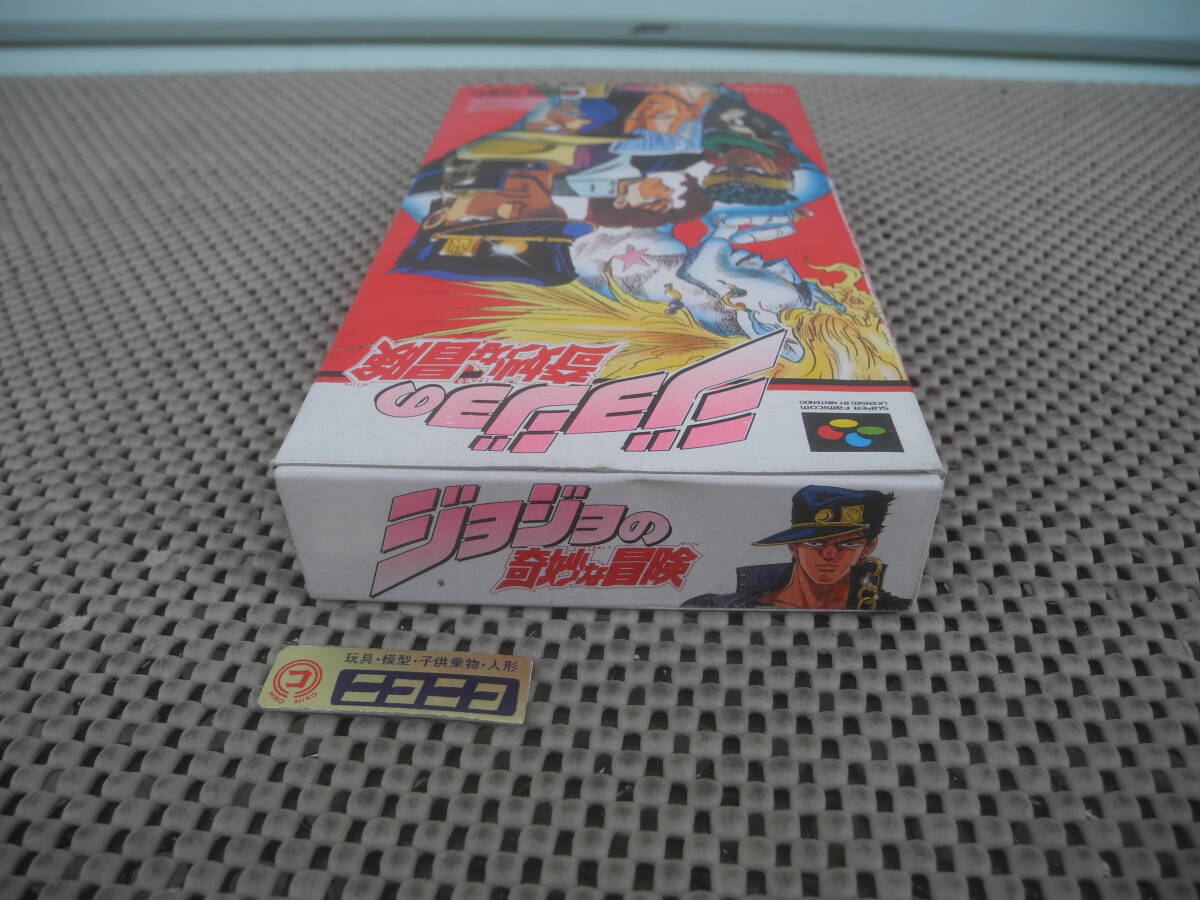 ジョジョの
奇妙な冒険
SUPER FAMICOM
LICENSED BY NINTENDO
ジョジョの
奇妙な冒険
玩具・模型・子供乗物・人形
ニコニコ
コ
NIKO NIKO